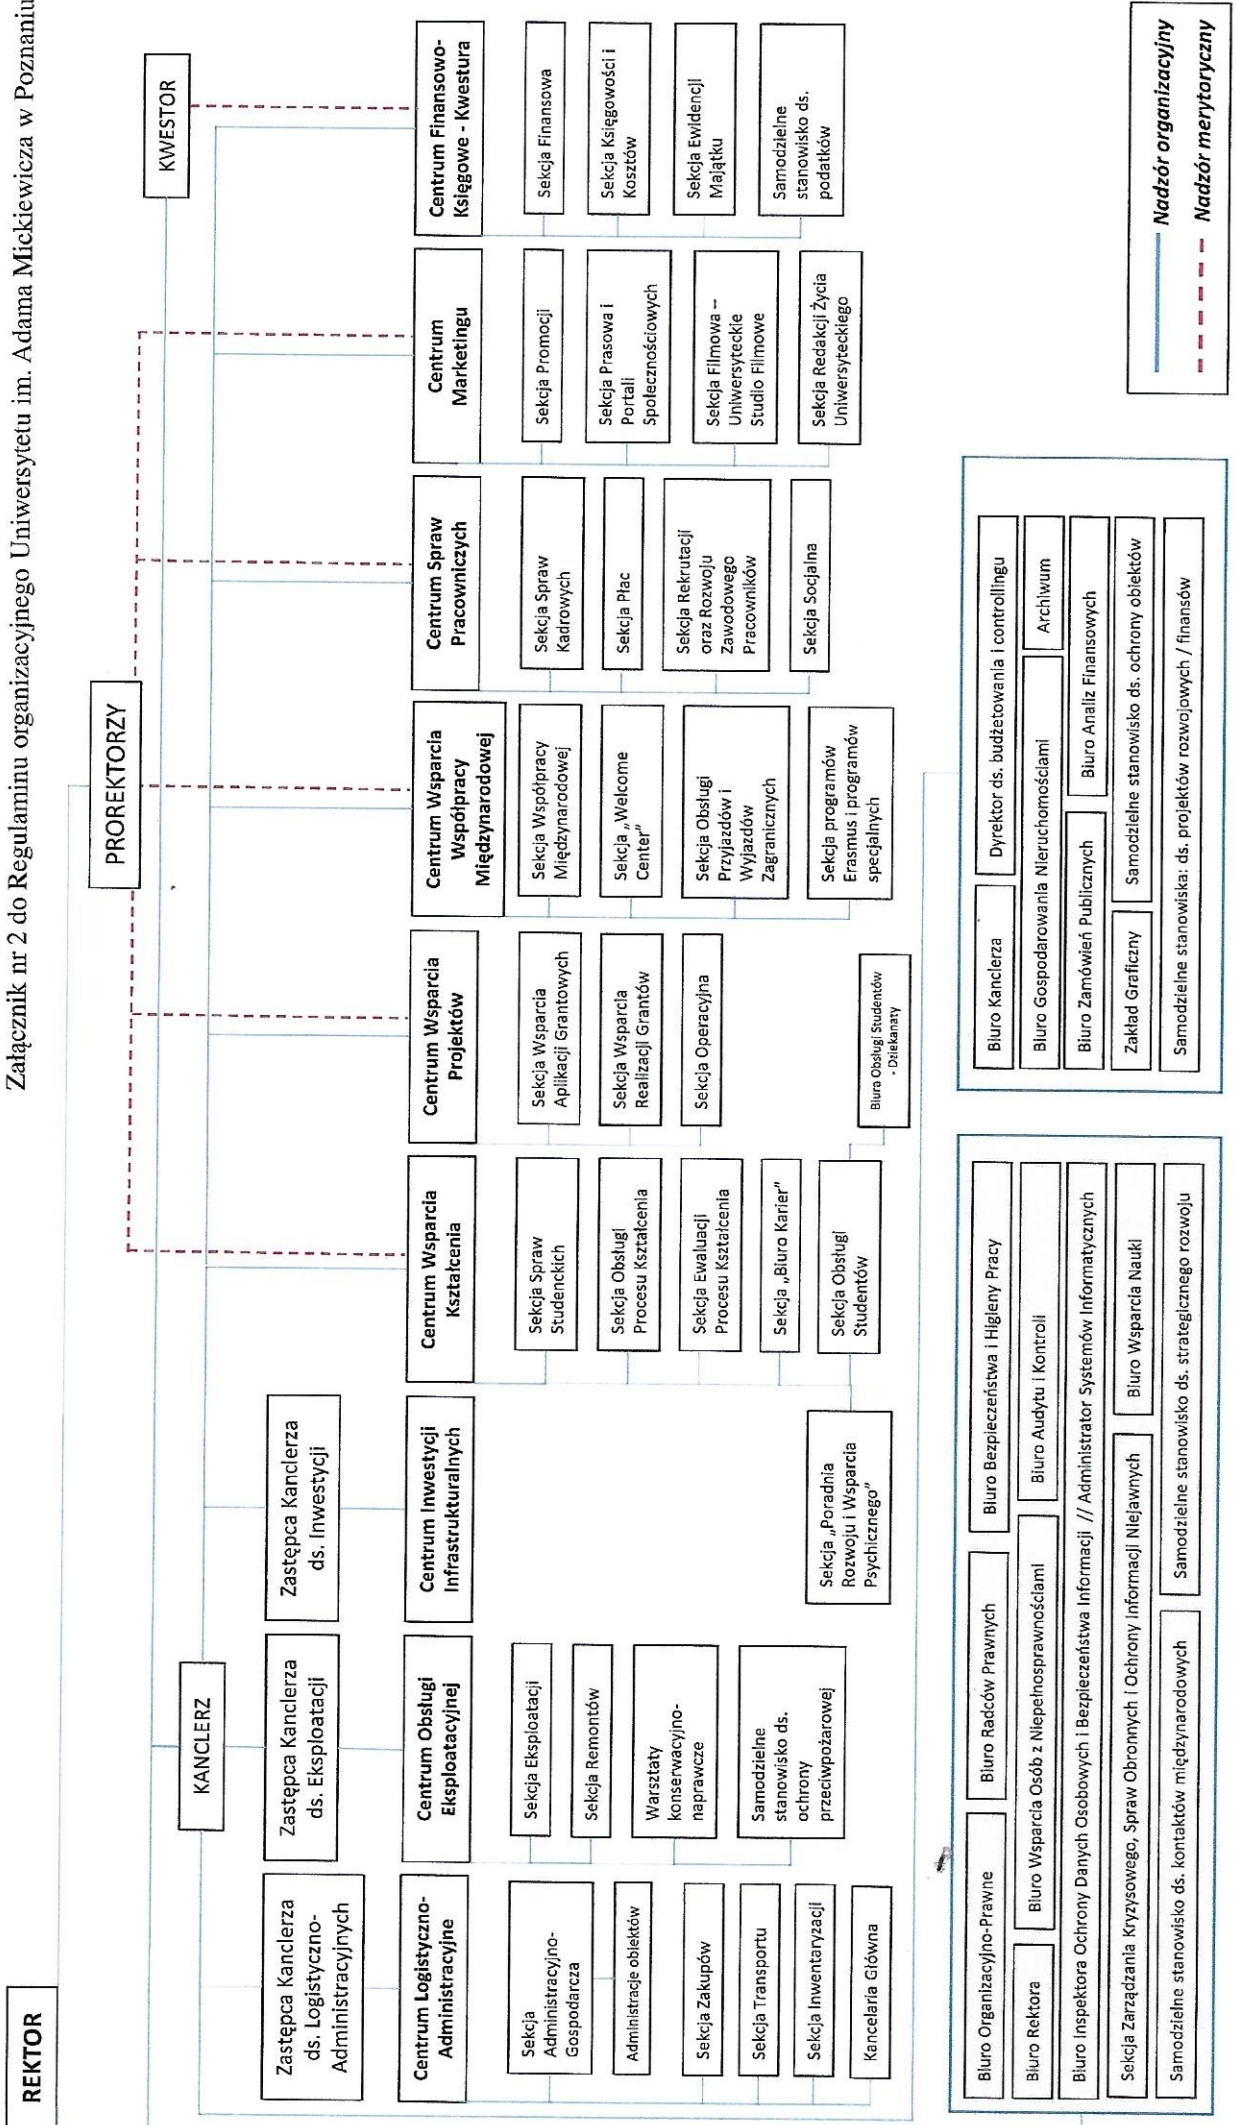 Załącznik nr 2 do Regulaminu organizacyjnego Uniwersytetu im. Adama Mickiewicza w Poznaniu
REKTOR
PROREKTORZY
KWESTOR
KANCLERZ
Zastępca Kanclerza
ds. Logistyczno-
Administracyjnych
Zastępca Kanclerza
ds. Eksploatacji
Zastępca Kanclerza
ds. Inwestycji
Centrum Logistyczno-
Administracyjne
Sekcja
Administracyjno-
Gospodarcza
Administracje obiektów
Sekcja Zakupów
Sekcja Transportu
Sekcja Inwentaryzacji
Kancelaria Główna
Centrum Obsługi
Eksploatacyjnej
Sekcja Eksploatacji
Sekcja Remontów
Warsztaty
konserwacyjno-
naprawcze
Samodzielne
stanowisko ds.
ochrony
przeciwpożarowej
Centrum Inwestycji
Infrastrukturalnych
Centrum Wsparcia
Kształcenia
Sekcja Spraw
Studenckich
Sekcja Obsługi
Procesu Kształcenia
Sekcja Ewaluacji
Procesu Kształcenia
Sekcja „Biuro Karier”
Sekcja Obsługi
Studentów
Sekcja „Poradnia
Rozwoju i Wsparcia
Psychicznego”
Biura Obsługi Studentów
- Dziekanaty
Centrum Wsparcia
Projektów
Sekcja Wsparcia
Aplikacji Grantowych
Sekcja Wsparcia
Realizacji Grantów
Sekcja Operacyjna
Centrum Wsparcia
Współpracy
Międzynarodowej
Sekcja Współpracy
Międzynarodowej
Sekcja „Welcome
Center”
Sekcja Obsługi
Przyjazdów i
Wyjazdów
Zagranicznych
Sekcja programów
Erasmus i programów
specjalnych
Centrum Spraw
Pracowniczych
Sekcja Spraw
Kadrowych
Sekcja Płac
Sekcja Rekrutacji
oraz Rozwoju
Zawodowego
Pracowników
Sekcja Socjalna
Centrum
Marketingu
Sekcja Promocji
Sekcja Prasowa i
Portali
Społecznościowych
Sekcja Filmowa –
Uniwersyteckie
Studio Filmowe
Sekcja Redakcji Życia
Uniwersyteckiego
Centrum Finansowo-
Księgowe - Kwestura
Sekcja Finansowa
Sekcja Księgowości i
Kosztów
Sekcja Ewidencji
Majątku
Samodzielne
stanowisko ds.
podatków
Biuro Organizacyjno-Prawne
Biuro Radców Prawnych
Biuro Bezpieczeństwa i Higieny Pracy
Biuro Rektora
Biuro Wsparcia Osób z Niepełnosprawnościami
Biuro Audytu i Kontroli
Biuro Inspektora Ochrony Danych Osobowych i Bezpieczeństwa Informacji // Administrator Systemów Informatycznych
Sekcja Zarządzania Kryzysowego, Spraw Obronnych i Ochrony Informacji Niejawnych
Biuro Wsparcia Nauki
Samodzielne stanowisko ds. kontaktów międzynarodowych
Samodzielne stanowisko ds. strategicznego rozwoju
Biuro Kanclerza
Dyrektor ds. budżetowania i controllingu
Biuro Gospodarowania Nieruchomościami
Archiwum
Biuro Zamówień Publicznych
Biuro Analiz Finansowych
Zakład Graficzny
Samodzielne stanowisko ds. ochrony obiektów
Samodzielne stanowiska: ds. projektów rozwojowych / finansów
Nadzór organizacyjny
Nadzór merytoryczny